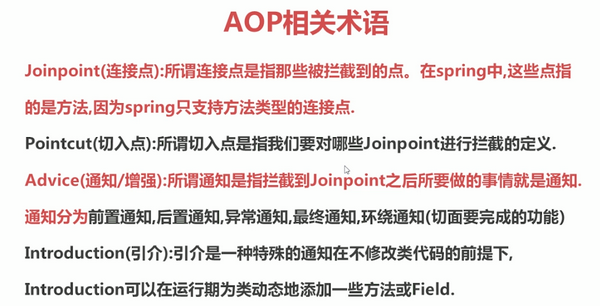 AOP相关术语
Joinpoint(连接点):所谓连接点是指那些被拦截到的点。在spring中,这些点指
的是方法,因为spring只支持方法类型的连接点.
Pointcut(切入点):所谓切入点是指我们要对哪些Joinpoint进行拦截的定义.
Advice(通知/增强):所谓通知是指拦截到Joinpoint之后所要做的事情就是通知.
通知分为前置通知,后置通知,异常通知,最终通知,环绕通知(切面要完成的功能)
Introduction(引介):引介是一种特殊的通知在不修改类代码的前提下,
Introduction可以在运行期为类动态地添加一些方法或Field.